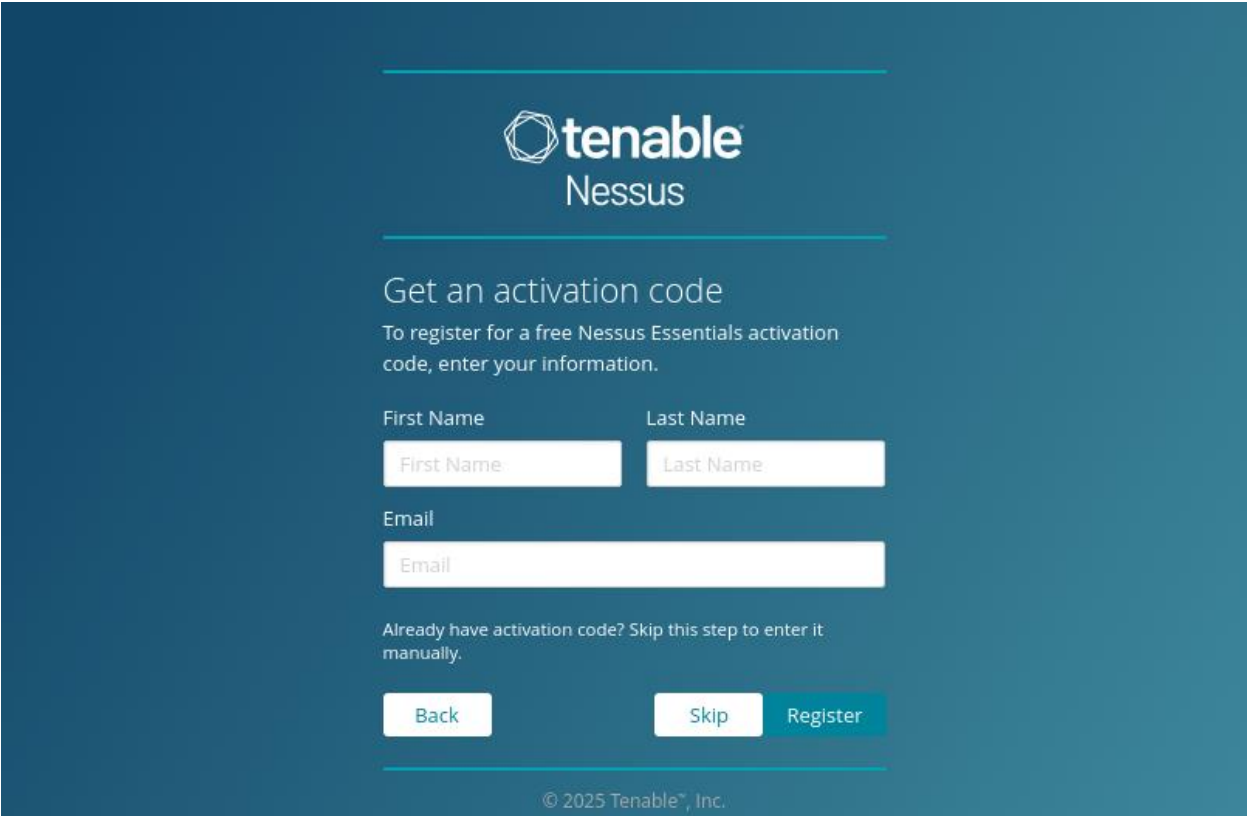 tenable
Nessus
Get an activation code
To register for a free Nessus Essentials activation
code, enter your information.
First Name Last Name
First Name Last Name
Email
Email
Already have activation code? Skip this step to enter it
manually.
Back Skip Register
© 2025 Tenable™, Inc.